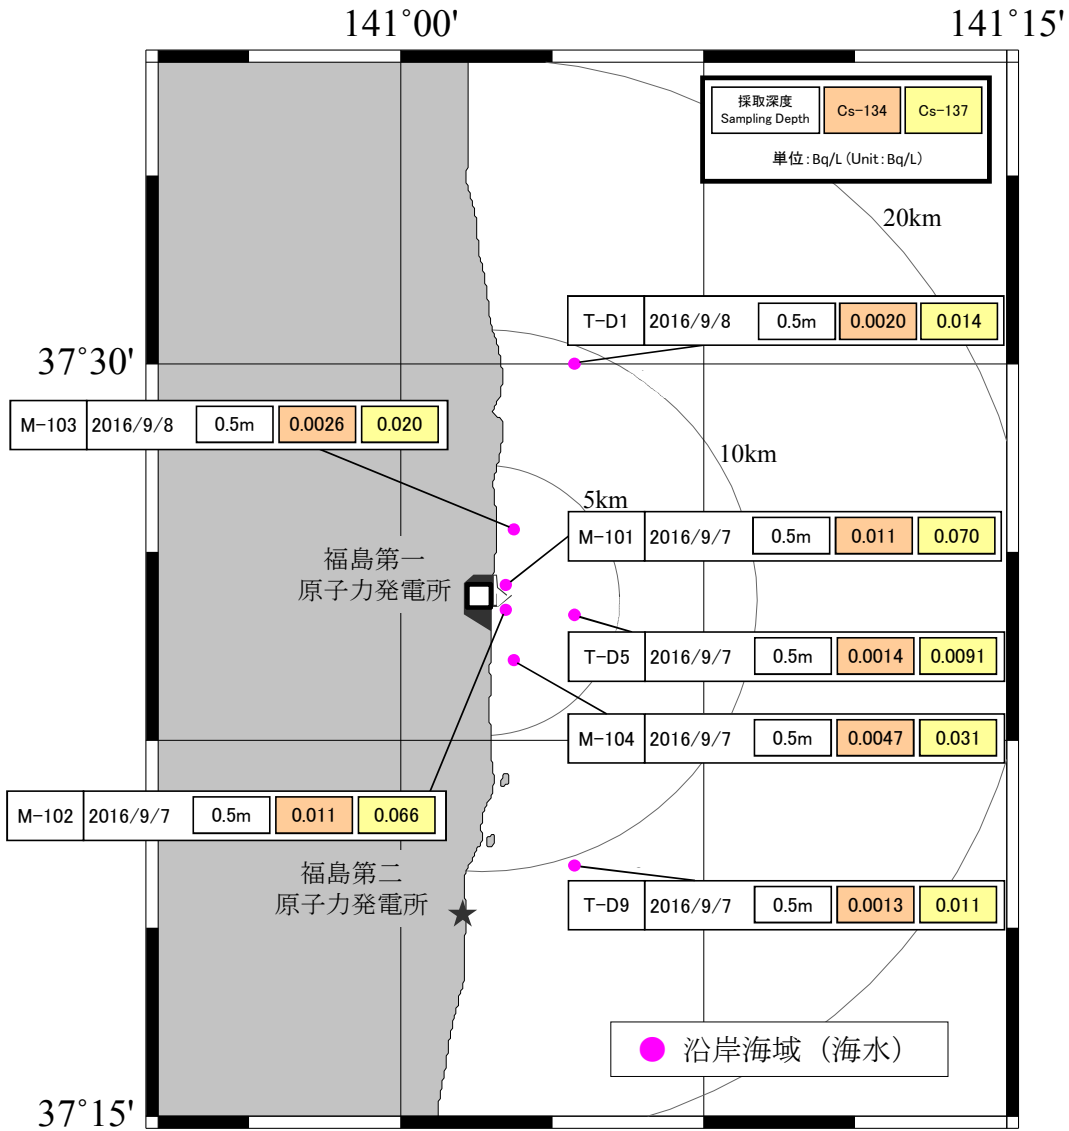 141°00'
141°15'
採取深度
Sampling Depth
Cs-134
Cs-137
単位:Bq/L (Unit:Bq/L)
20km
T-D1 2016/9/8 0.5m 0.0020 0.014
37°30'
M-103 2016/9/8 0.5m 0.0026 0.020
10km
5km
M-101 2016/9/7 0.5m 0.011 0.070
福島第一
原子力発電所
T-D5 2016/9/7 0.5m 0.0014 0.0091
M-104 2016/9/7 0.5m 0.0047 0.031
M-102 2016/9/7 0.5m 0.011 0.066
福島第二
原子力発電所
T-D9 2016/9/7 0.5m 0.0013 0.011
沿岸海域（海水）
37°15'